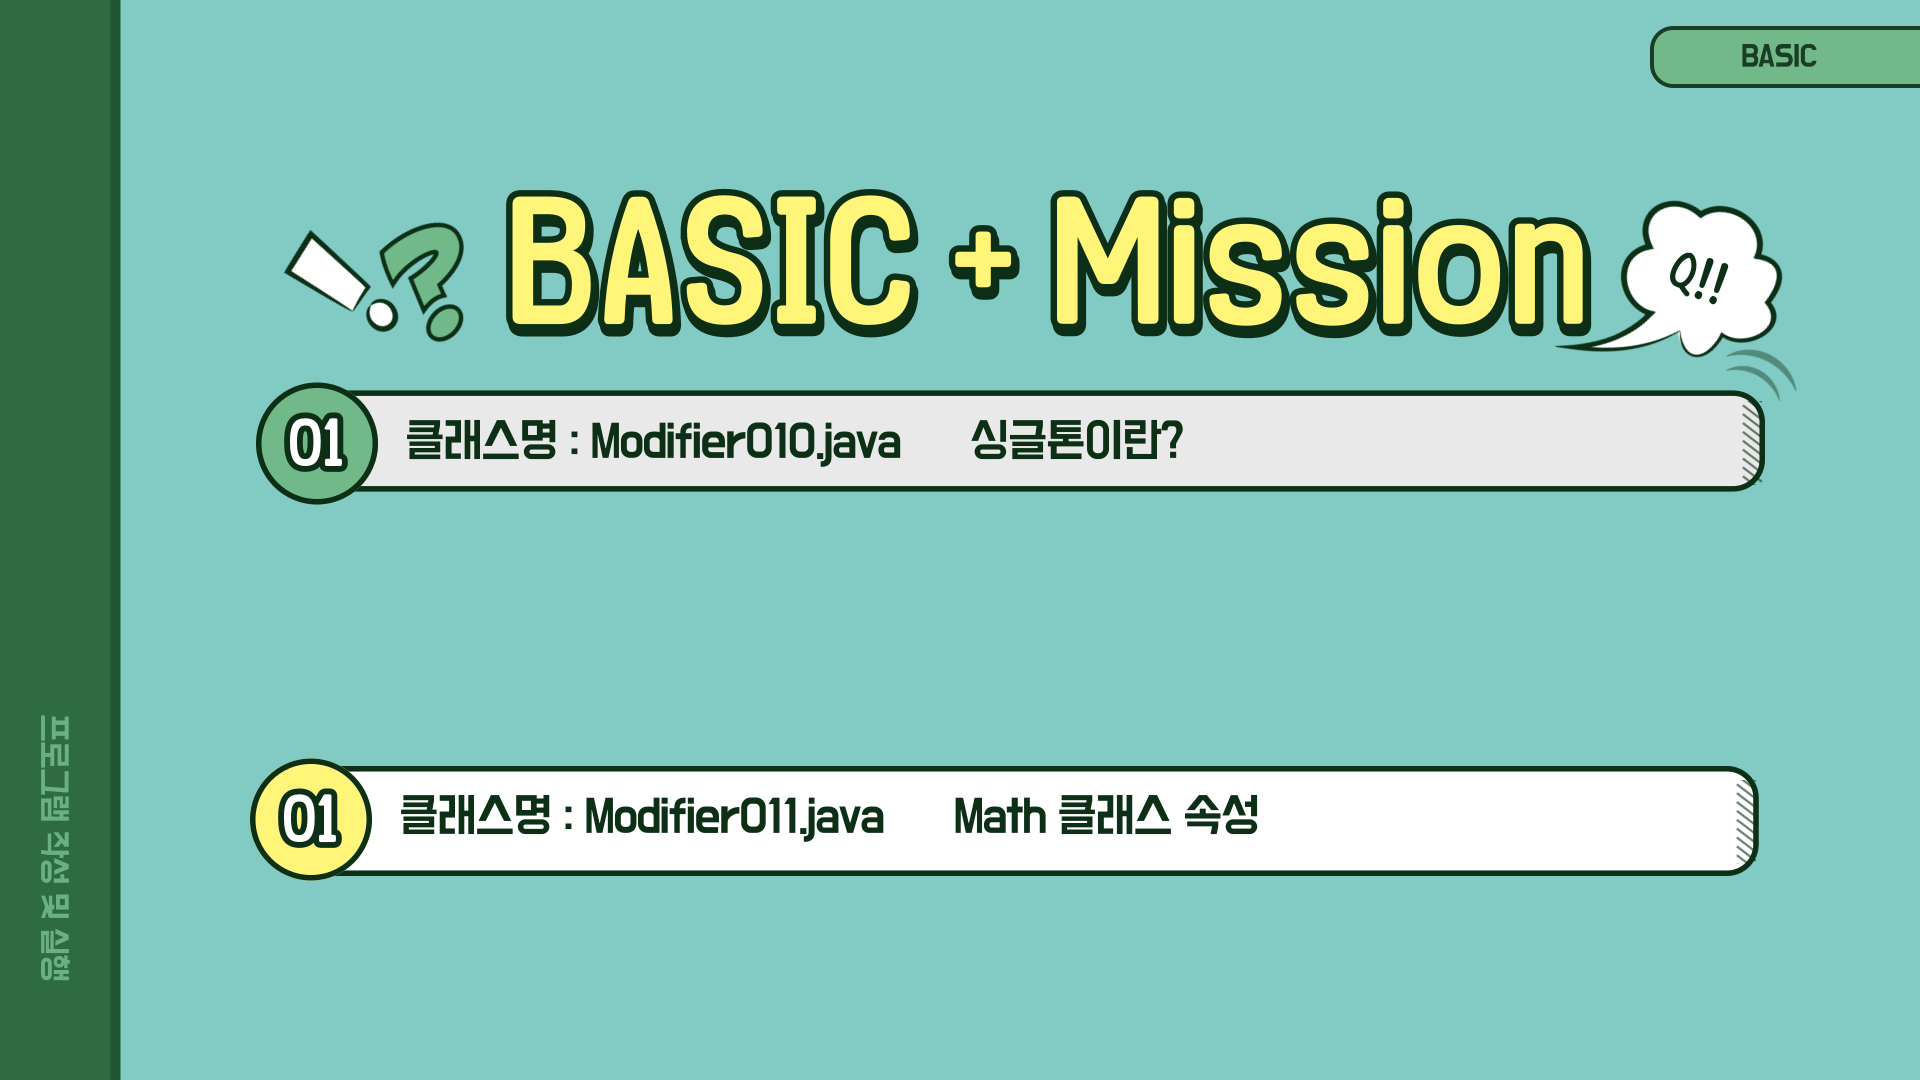 BASIC
BASIC + Mission
Q!!
01 클래스명 : Modifier010.java 싱글톤이란?
01 클래스명 : Modifier011.java Math 클래스 속성
프로그램 작성 및 실행